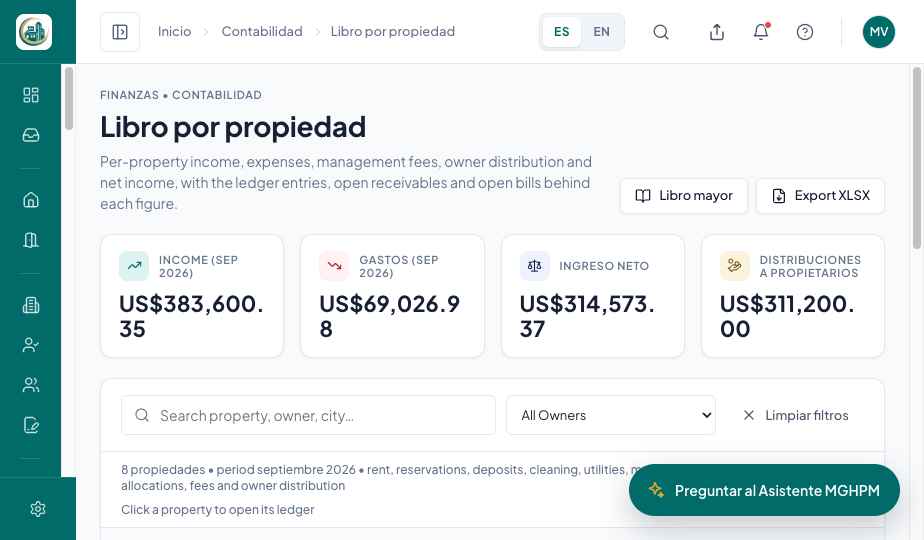 Inicio
Contabilidad
Libro por propiedad
ES
EN
MV
FINANZAS • CONTABILIDAD
Libro por propiedad
Per-property income, expenses, management fees, owner distribution and
net income, with the ledger entries, open receivables and open bills behind
each figure.
Libro mayor
Export XLSX
INCOME (SEP
2026)
US$383,600.
35
GASTOS (SEP
2026)
US$69,026.9
8
INGRESO NETO
US$314,573.
37
DISTRIBUCIONES
A PROPIETARIOS
US$311,200.
00
Search property, owner, city...
All Owners
Limpiar filtros
8 propiedades • period septiembre 2026 • rent, reservations, deposits, cleaning, utilities,
allocations, fees and owner distribution
Click a property to open its ledger
Preguntar al Asistente MGHPM